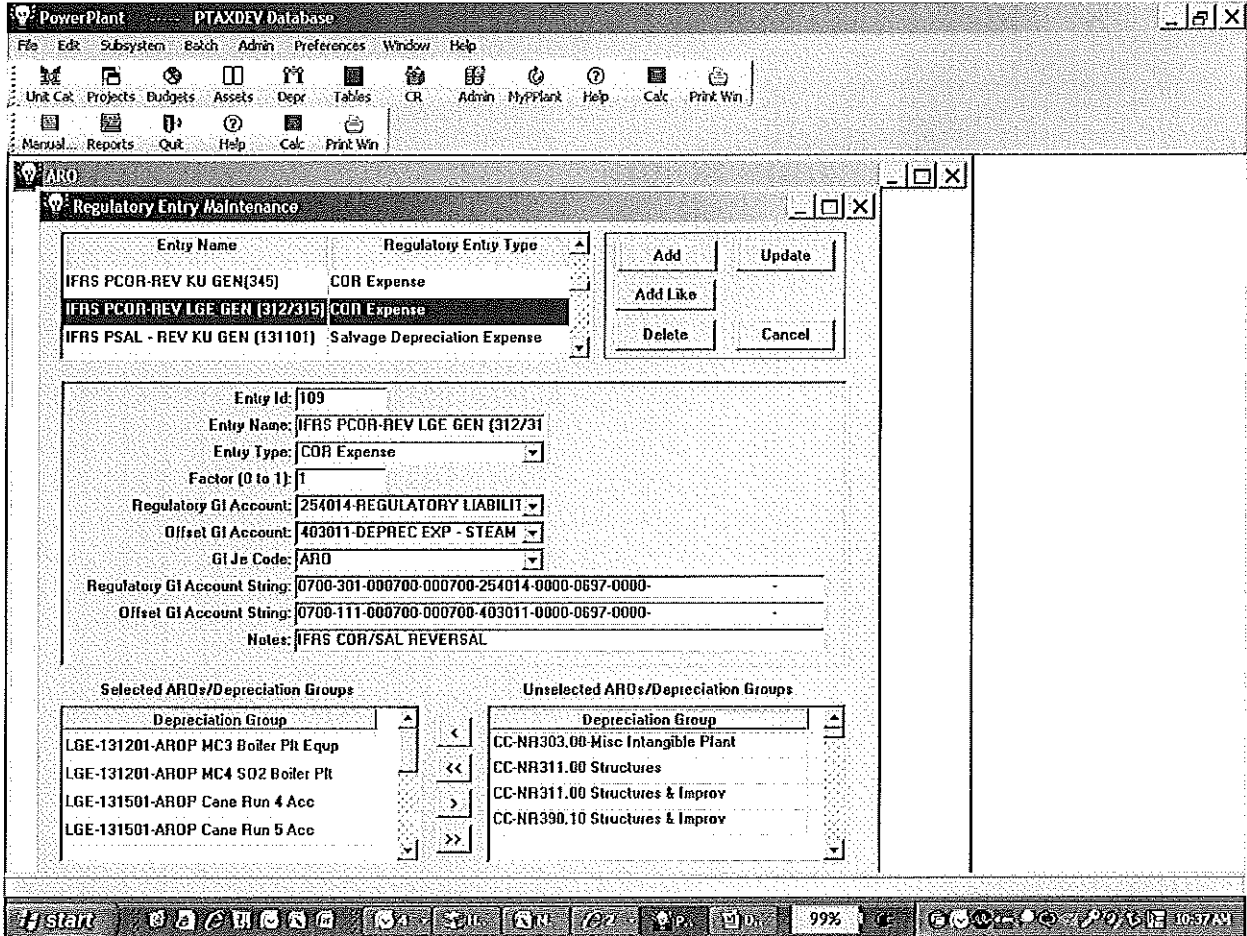 PowerPlant ----- PTAXDEV Database
File Edit Subsystem Batch Admin Preferences Window Help
Unit Cat Projects Budgets Assets Depr Tables CR Admin MyPPlant Help Calc Print Win
Manual... Reports Quit Help Calc Print Win
ARO
Regulatory Entry Maintenance
Entry Name Regulatory Entry Type
IFRS PCOR-REV KU GEN(345) COR Expense
IFRS PCOR-REV LGE GEN (312/315) COR Expense
IFRS PSAL - REV KU GEN (131101) Salvage Depreciation Expense
Add Update
Add Like
Delete Cancel
Entry Id: 109
Entry Name: IFRS PCOR-REV LGE GEN (312/31
Entry Type: COR Expense
Factor (0 to 1): 1
Regulatory Gl Account: 254014-REGULATORY LIABILIT
Offset Gl Account: 403011-DEPREC EXP - STEAM
Gl Je Code: ARO
Regulatory Gl Account String: 0700-301-000700-000700-254014-0000-0697-0000- -
Offset Gl Account String: 0700-111-000700-000700-403011-0000-0697-0000- -
Notes: IFRS COR/SAL REVERSAL
Selected AROs/Depreciation Groups Unselected AROs/Depreciation Groups
Depreciation Group Depreciation Group
LGE-131201-AROP MC3 Boiler Plt Equp < CC-NR303.00-Misc Intangible Plant
LGE-131201-AROP MC4 SO2 Boiler Plt << CC-NR311.00 Structures
LGE-131501-AROP Cane Run 4 Acc > CC-NR311.00 Structures & Improv
LGE-131501-AROP Cane Run 5 Acc >> CC-NR390.10 Structures & Improv
start 99% 10:37 AM